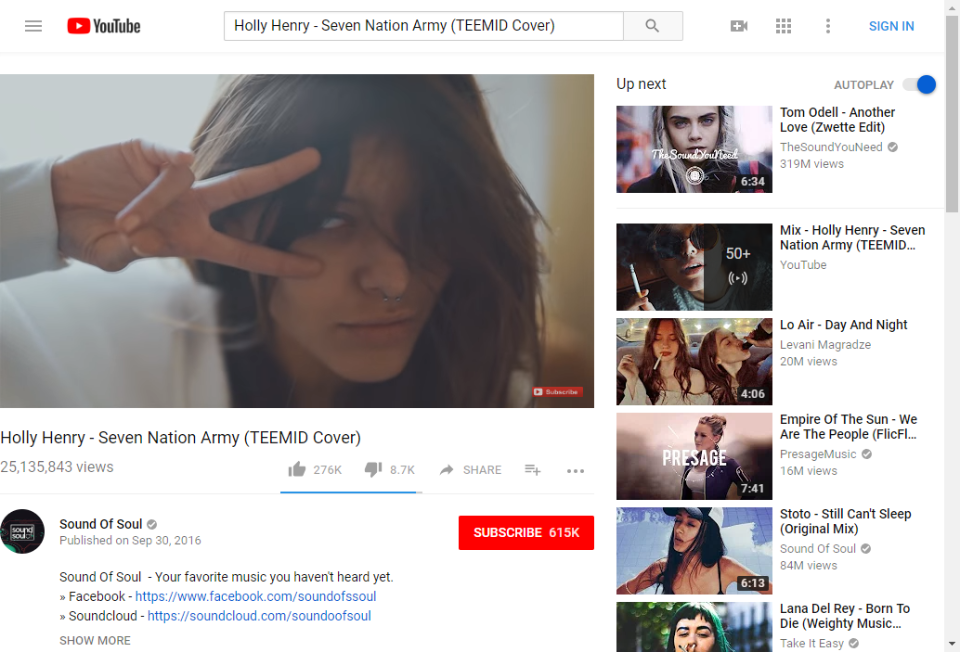 YouTube
Holly Henry - Seven Nation Army (TEEMID Cover)
SIGN IN
Subscribe
Holly Henry - Seven Nation Army (TEEMID Cover)
25,135,843 views
276K
8.7K
SHARE
Sound Of Soul
Published on Sep 30, 2016
SUBSCRIBE 615K
sound
soul
Sound Of Soul - Your favorite music you haven't heard yet.
» Facebook - https://www.facebook.com/soundofssoul
» Soundcloud - https://soundcloud.com/soundoofsoul
SHOW MORE
Up next
AUTOPLAY
TheSoundYouNeed
6:34
Tom Odell - Another
Love (Zwette Edit)
TheSoundYouNeed
319M views
50+
Mix - Holly Henry - Seven
Nation Army (TEEMID…
YouTube
4:06
Lo Air - Day And Night
Levani Magradze
20M views
PRESAGE
7:41
Empire Of The Sun - We
Are The People (FlicFl…
PresageMusic
16M views
6:13
Stoto - Still Can't Sleep
(Original Mix)
Sound Of Soul
84M views
Lana Del Rey - Born To
Die (Weighty Music…
Take It Easy